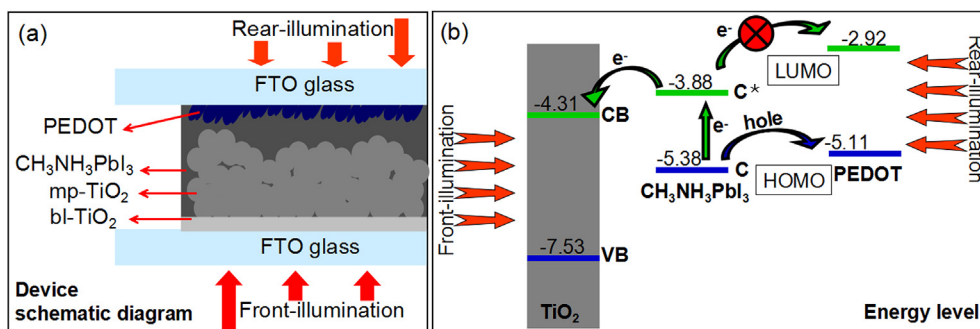 (a)
Rear-illumination
FTO glass
PEDOT
CH₃NH₃PbI₃
mp-TiO₂
bl-TiO₂
FTO glass
Device
schematic diagram
Front-illumination
(b)
Front-illumination
-4.31
CB
-7.53
VB
TiO₂
e-
e-
-3.88
C*
e-
hole
-5.38
C
CH₃NH₃PbI₃
-2.92
LUMO
-5.11
HOMO
PEDOT
Rear-illumination
Energy level